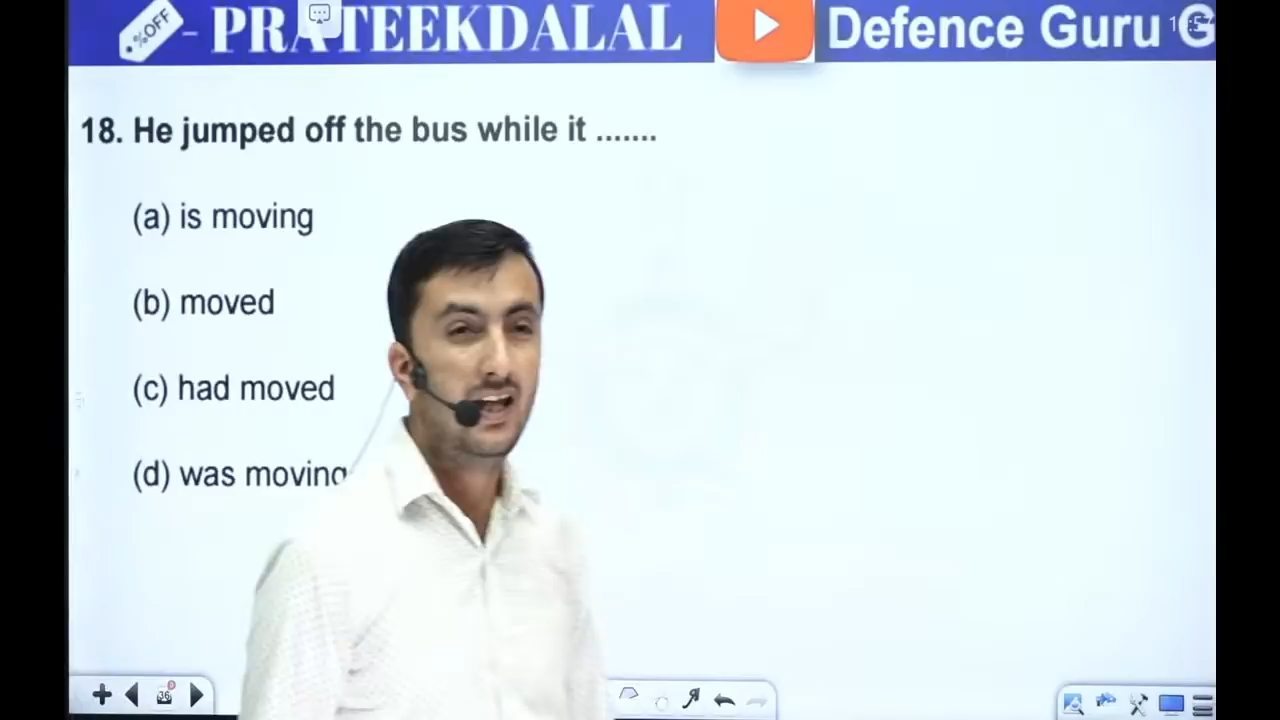 %OFF - PRATEEKDALAL Defence Guru G
18. He jumped off the bus while it .......
(a) is moving
(b) moved
(c) had moved
(d) was moving
36